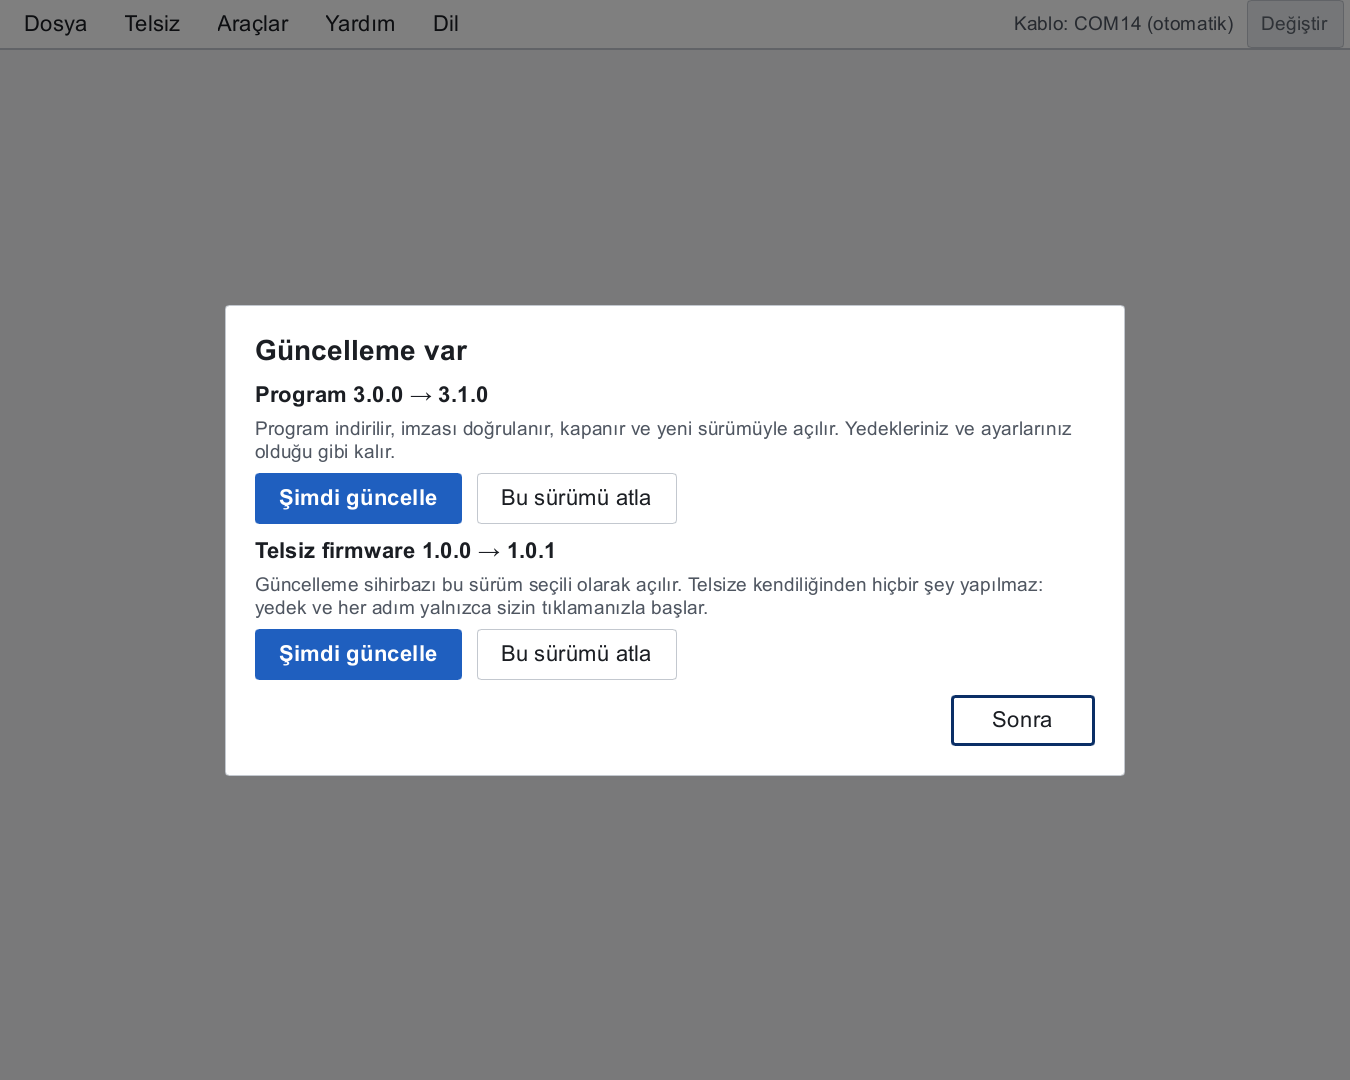 Dosya Telsiz Araçlar Yardım Dil Kablo: COM14 (otomatik) Değiştir
Güncelleme var
Program 3.0.0 → 3.1.0
Program indirilir, imzası doğrulanır, kapanır ve yeni sürümüyle açılır. Yedekleriniz ve ayarlarınız
olduğu gibi kalır.
Şimdi güncelle Bu sürümü atla
Telsiz firmware 1.0.0 → 1.0.1
Güncelleme sihirbazı bu sürüm seçili olarak açılır. Telsize kendiliğinden hiçbir şey yapılmaz:
yedek ve her adım yalnızca sizin tıklamanızla başlar.
Şimdi güncelle Bu sürümü atla
Sonra